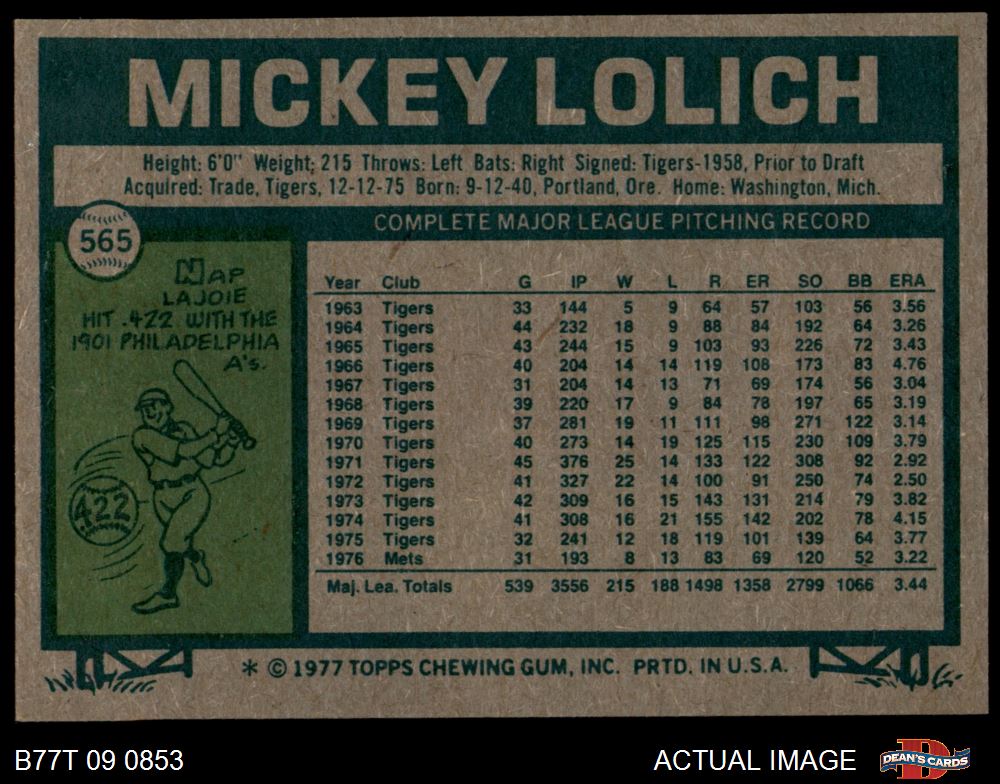 MICKEY LOLICH
Height: 6'0" Weight: 215 Throws: Left Bats: Right Signed: Tigers-1958, Prior to Draft
Acquired: Trade, Tigers, 12-12-75 Born: 9-12-40, Portland, Ore. Home: Washington, Mich.
565
COMPLETE MAJOR LEAGUE PITCHING RECORD
NAP
LAJOIE
HIT .422 WITH THE
1901 PHILADELPHIA
A's.
422
Year Club G IP W L R ER SO BB ERA
1963 Tigers 33 144 5 9 64 57 103 56 3.56
1964 Tigers 44 232 18 9 88 84 192 64 3.26
1965 Tigers 43 244 15 9 103 93 226 72 3.43
1966 Tigers 40 204 14 14 119 108 173 83 4.76
1967 Tigers 31 204 14 13 71 69 174 56 3.04
1968 Tigers 39 220 17 9 84 78 197 65 3.19
1969 Tigers 37 281 19 11 111 98 271 122 3.14
1970 Tigers 40 273 14 19 125 115 230 109 3.79
1971 Tigers 45 376 25 14 133 122 308 92 2.92
1972 Tigers 41 327 22 14 100 91 250 74 2.50
1973 Tigers 42 309 16 15 143 131 214 79 3.82
1974 Tigers 41 308 16 21 155 142 202 78 4.15
1975 Tigers 32 241 12 18 119 101 139 64 3.77
1976 Mets 31 193 8 13 83 69 120 52 3.22
Maj. Lea. Totals 539 3556 215 188 1498 1358 2799 1066 3.44
* © 1977 TOPPS CHEWING GUM, INC. PRTD. IN U.S.A.
B77T 09 0853
ACTUAL IMAGE
D
DEAN'S CARDS